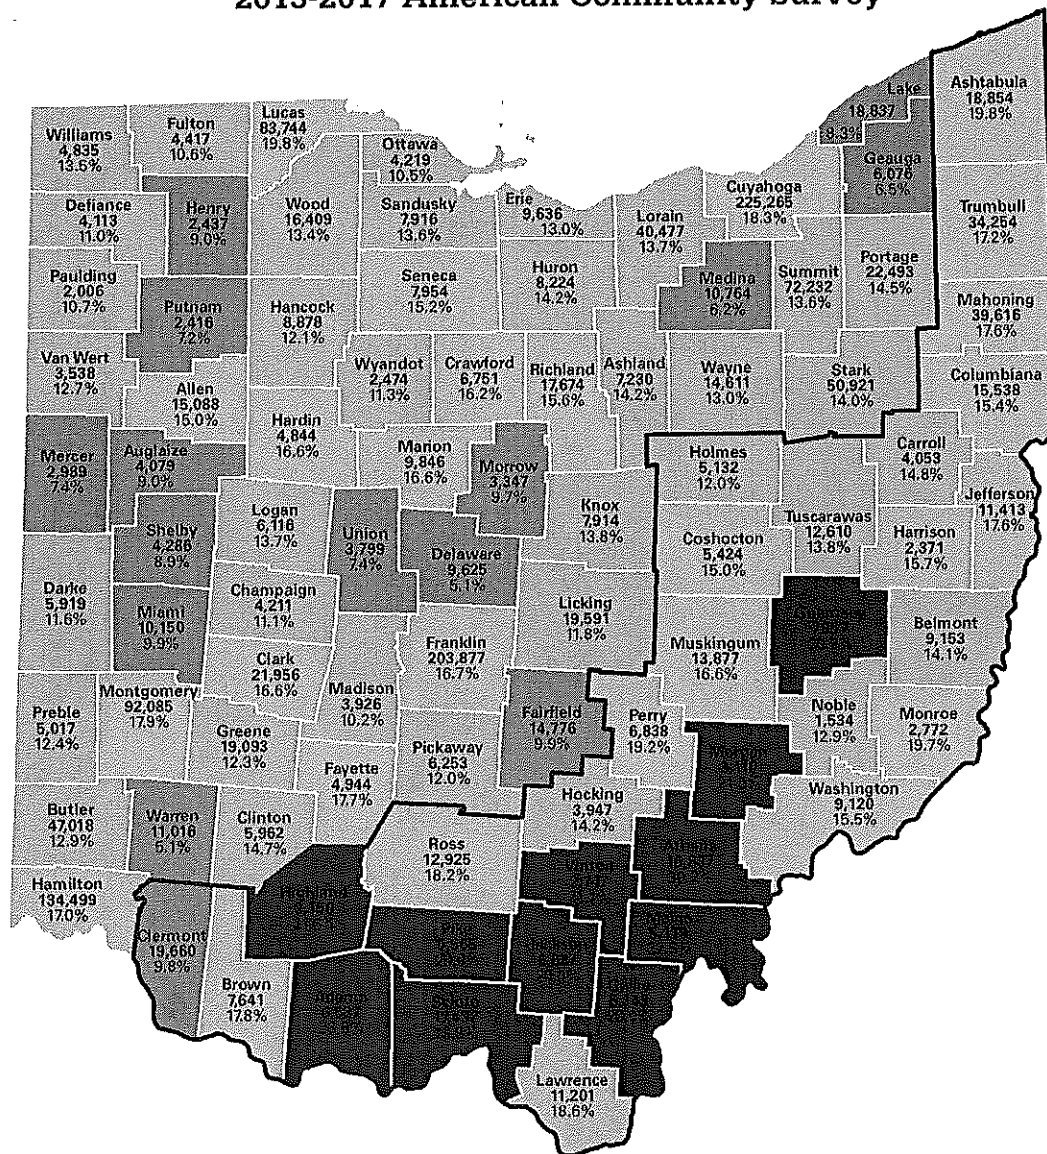 2013-2017 American Community Survey
Ashtabula
18,854
19.8%
Lake
18,837
8.3%
Geauga
6,076
6.5%
Williams
4,835
13.6%
Fulton
4,417
10.6%
Lucas
83,744
19.8%
Ottawa
4,219
10.5%
Defiance
4,113
11.0%
Henry
2,437
9.0%
Wood
16,409
13.4%
Sandusky
7,916
13.6%
Erie
9,636
13.0%
Lorain
40,477
13.7%
Cuyahoga
225,265
18.3%
Trumbull
34,254
17.2%
Paulding
2,006
10.7%
Putnam
2,416
7.2%
Hancock
8,878
12.1%
Seneca
7,954
15.2%
Huron
8,224
14.2%
Medina
10,764
6.2%
Summit
72,232
13.6%
Portage
22,493
14.5%
Mahoning
39,616
17.6%
Van Wert
3,538
12.7%
Allen
15,088
15.0%
Wyandot
2,474
11.3%
Crawford
6,751
16.2%
Richland
17,674
15.6%
Ashland
7,230
14.2%
Wayne
14,611
13.0%
Stark
50,921
14.0%
Columbiana
15,538
15.4%
Mercer
2,989
7.4%
Auglaize
4,079
9.0%
Hardin
4,844
16.6%
Marion
9,846
16.6%
Morrow
3,347
9.7%
Holmes
5,132
12.0%
Carroll
4,053
14.8%
Jefferson
11,413
17.6%
Shelby
4,286
8.9%
Logan
6,116
13.7%
Union
3,799
7.4%
Delaware
9,625
5.1%
Knox
7,914
13.8%
Coshocton
5,424
15.0%
Tuscarawas
12,610
13.8%
Harrison
2,371
15.7%
Darke
5,919
11.6%
Miami
10,150
9.9%
Champaign
4,211
11.1%
Licking
19,591
11.8%
Muskingum
13,877
16.6%
Belmont
9,153
14.1%
Clark
21,956
16.6%
Madison
3,926
10.2%
Franklin
203,877
16.7%
Preble
5,017
12.4%
Montgomery
92,085
17.9%
Greene
19,093
12.3%
Fayette
4,944
17.7%
Pickaway
6,253
12.0%
Fairfield
14,776
9.9%
Perry
6,838
19.2%
Noble
1,534
12.9%
Monroe
2,772
19.7%
Washington
9,120
15.5%
Butler
47,018
12.9%
Warren
11,016
5.1%
Clinton
5,962
14.7%
Ross
12,925
18.2%
Hocking
3,947
14.2%
Hamilton
134,499
17.0%
Clermont
19,660
9.8%
Brown
7,641
17.8%
Lawrence
11,201
18.6%